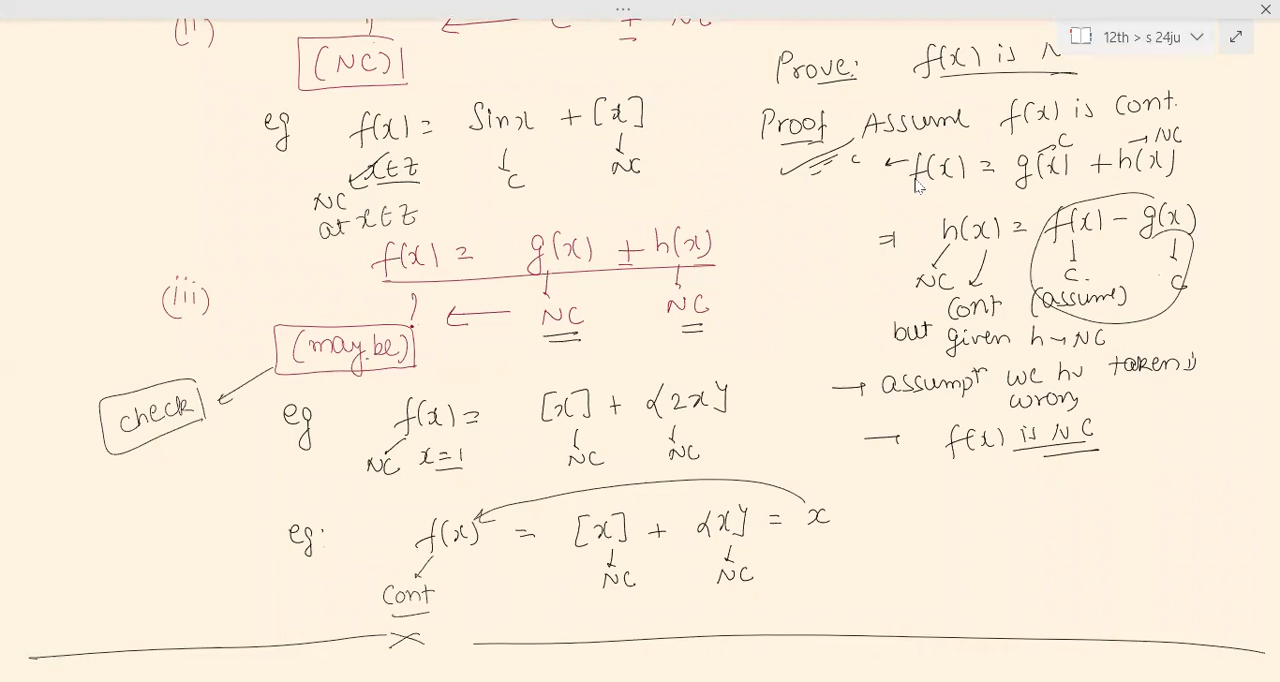 (ii)
(NC)
eg f(x) = Sinx + [x]
x∈Z C NC
NC
at x∈Z
(iii) f(x) = g(x) ± h(x)
? NC NC
(may be)
check
eg f(x) = [x] + {2x}
NC x=1 NC NC
eg: f(x) = [x] + {x} = x
Cont NC NC
12th > s 24ju
Prove: f(x) is N
Proof Assume f(x) is cont.
C NC
c ← f(x) = g(x) + h(x)
⇒ h(x) = f(x) - g(x)
NC C. C
cont (assume)
but given h → NC
→ assumptn we hv taken is
wrong
→ f(x) is NC